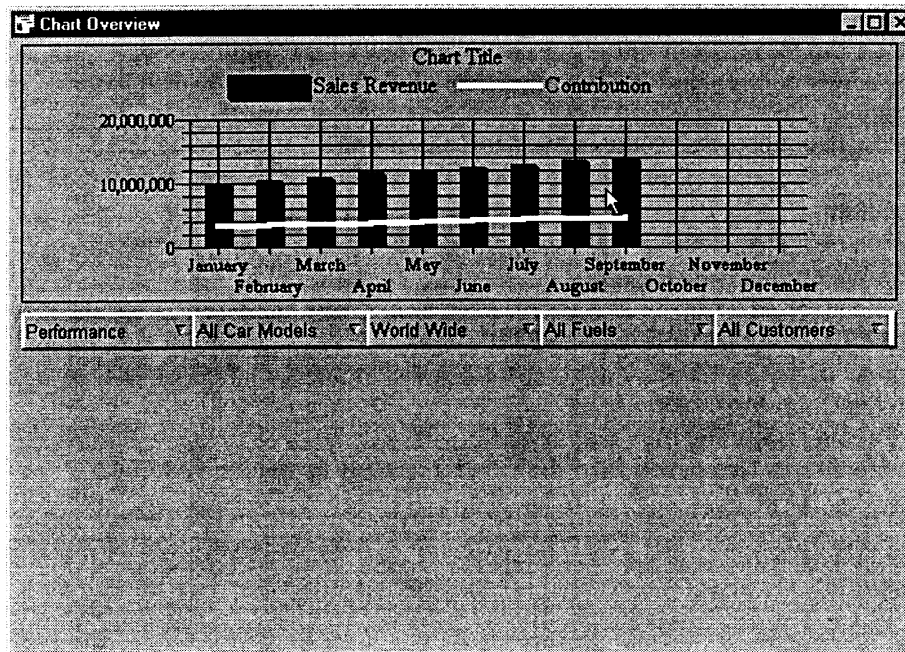 Chart Overview
Chart Title
Sales Revenue Contribution
20,000,000
10,000,000
0
January March May July September November
February April June August October December
Performance All Car Models World Wide All Fuels All Customers